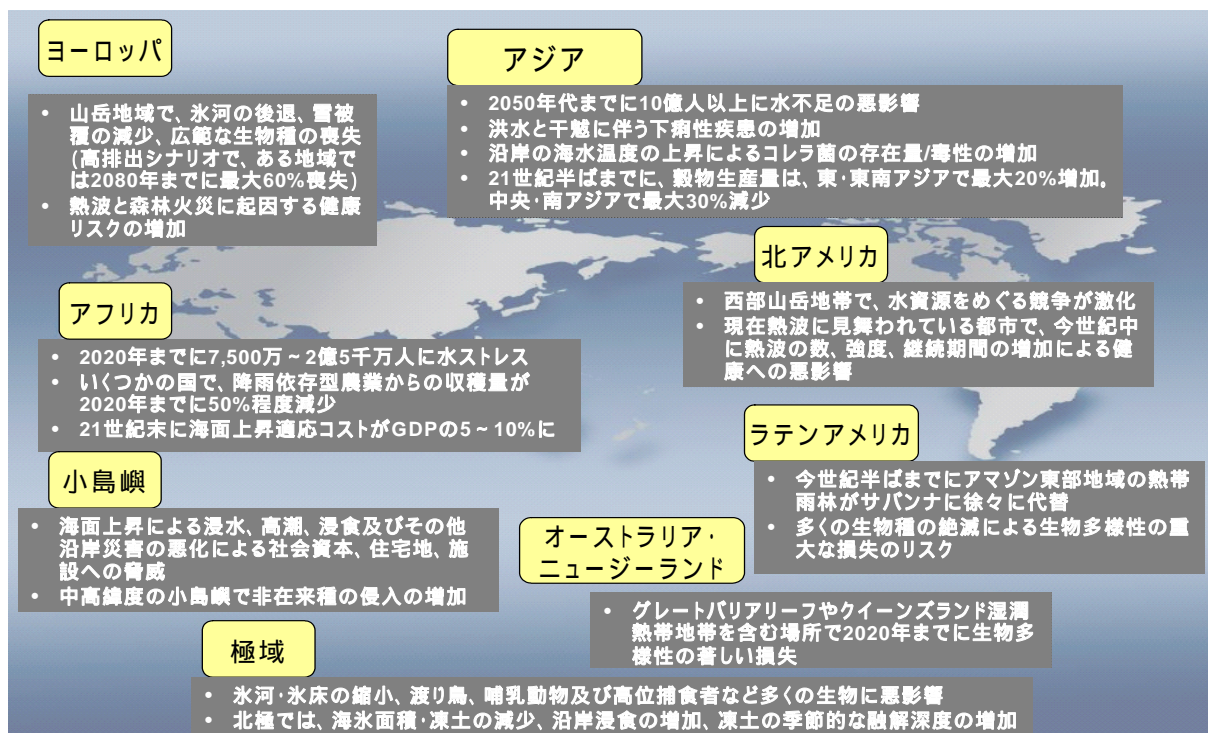 ヨーロッパ
• 山岳地域で、氷河の後退、雪被
覆の減少、広範な生物種の喪失
(高排出シナリオで、ある地域で
は2080年までに最大60%喪失)
• 熱波と森林火災に起因する健康
リスクの増加
アジア
• 2050年代までに10億人以上に水不足の悪影響
• 洪水と干魃に伴う下痢性疾患の増加
• 沿岸の海水温度の上昇によるコレラ菌の存在量/毒性の増加
• 21世紀半ばまでに、穀物生産量は、東・東南アジアで最大20%増加。
中央・南アジアで最大30%減少
北アメリカ
• 西部山岳地帯で、水資源をめぐる競争が激化
• 現在熱波に見舞われている都市で、今世紀中
に熱波の数、強度、継続期間の増加による健
康への悪影響
アフリカ
• 2020年までに7,500万~2億5千万人に水ストレス
• いくつかの国で、降雨依存型農業からの収穫量が
2020年までに50%程度減少
• 21世紀末に海面上昇適応コストがGDPの5~10%に
ラテンアメリカ
• 今世紀半ばまでにアマゾン東部地域の熱帯
雨林がサバンナに徐々に代替
• 多くの生物種の絶滅による生物多様性の重
大な損失のリスク
小島嶼
• 海面上昇による浸水、高潮、浸食及びその他
沿岸災害の悪化による社会資本、住宅地、施
設への脅威
• 中高緯度の小島嶼で非在来種の侵入の増加
オーストラリア・
ニュージーランド
• グレートバリアリーフやクイーンズランド湿潤
熱帯地帯を含む場所で2020年までに生物多
様性の著しい損失
極域
• 氷河・氷床の縮小、渡り鳥、哺乳動物及び高位捕食者など多くの生物に悪影響
• 北極では、海氷面積・凍土の減少、沿岸浸食の増加、凍土の季節的な融解深度の増加